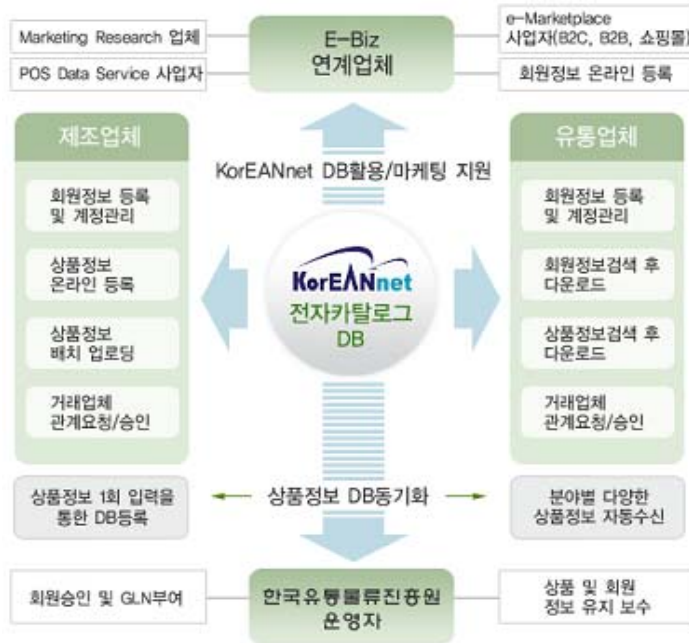 Marketing Research 업체
POS Data Service 사업자
E-Biz
연계업체
e-Marketplace
사업자(B2C, B2B, 쇼핑몰)
회원정보 온라인 등록
KorEANnet DB활용/마케팅 지원
제조업체
회원정보 등록
및 계정관리
상품정보
온라인 등록
상품정보
배치 업로딩
거래업체
관계요청/승인
KorEANnet
전자카탈로그
DB
유통업체
회원정보 등록
및 계정관리
회원정보검색 후
다운로드
상품정보검색 후
다운로드
거래업체
관계요청/승인
상품정보 1회 입력을
통한 DB등록
상품정보 DB동기화
분야별 다양한
상품정보 자동수신
회원승인 및 GLN부여
한국유통물류진흥원
운영자
상품 및 회원
정보 유지 보수